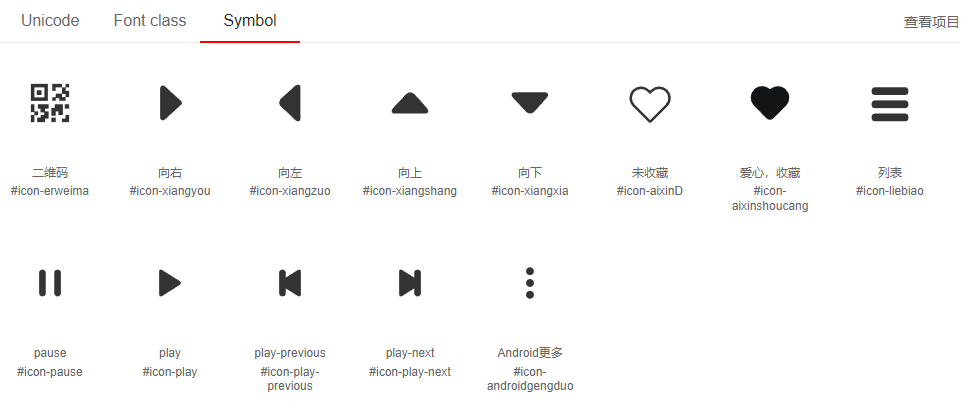 Unicode Font class Symbol 查看项目
二维码 向右 向左 向上 向下 未收藏 爱心，收藏 列表
#icon-erweima #icon-xiangyou #icon-xiangzuo #icon-xiangshang #icon-xiangxia #icon-aixinD #icon- #icon-liebiao
aixinshoucang
pause play play-previous play-next Android更多
#icon-pause #icon-play #icon-play- #icon-play-next #icon-
previous androidgengduo